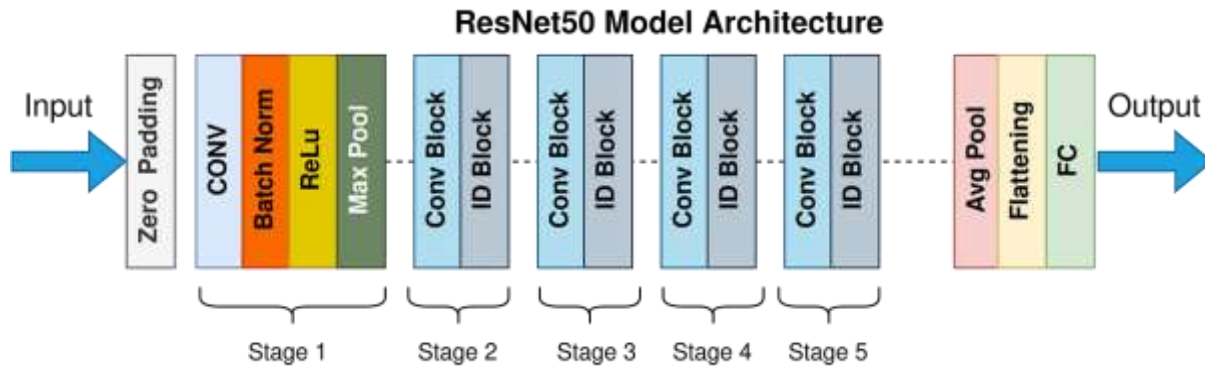 ResNet50 Model Architecture
Input
Zero Padding
CONV
Batch Norm
ReLu
Max Pool
Conv Block
ID Block
Conv Block
ID Block
Conv Block
ID Block
Conv Block
ID Block
Avg Pool
Flattening
FC
Output
Stage 1
Stage 2
Stage 3
Stage 4
Stage 5